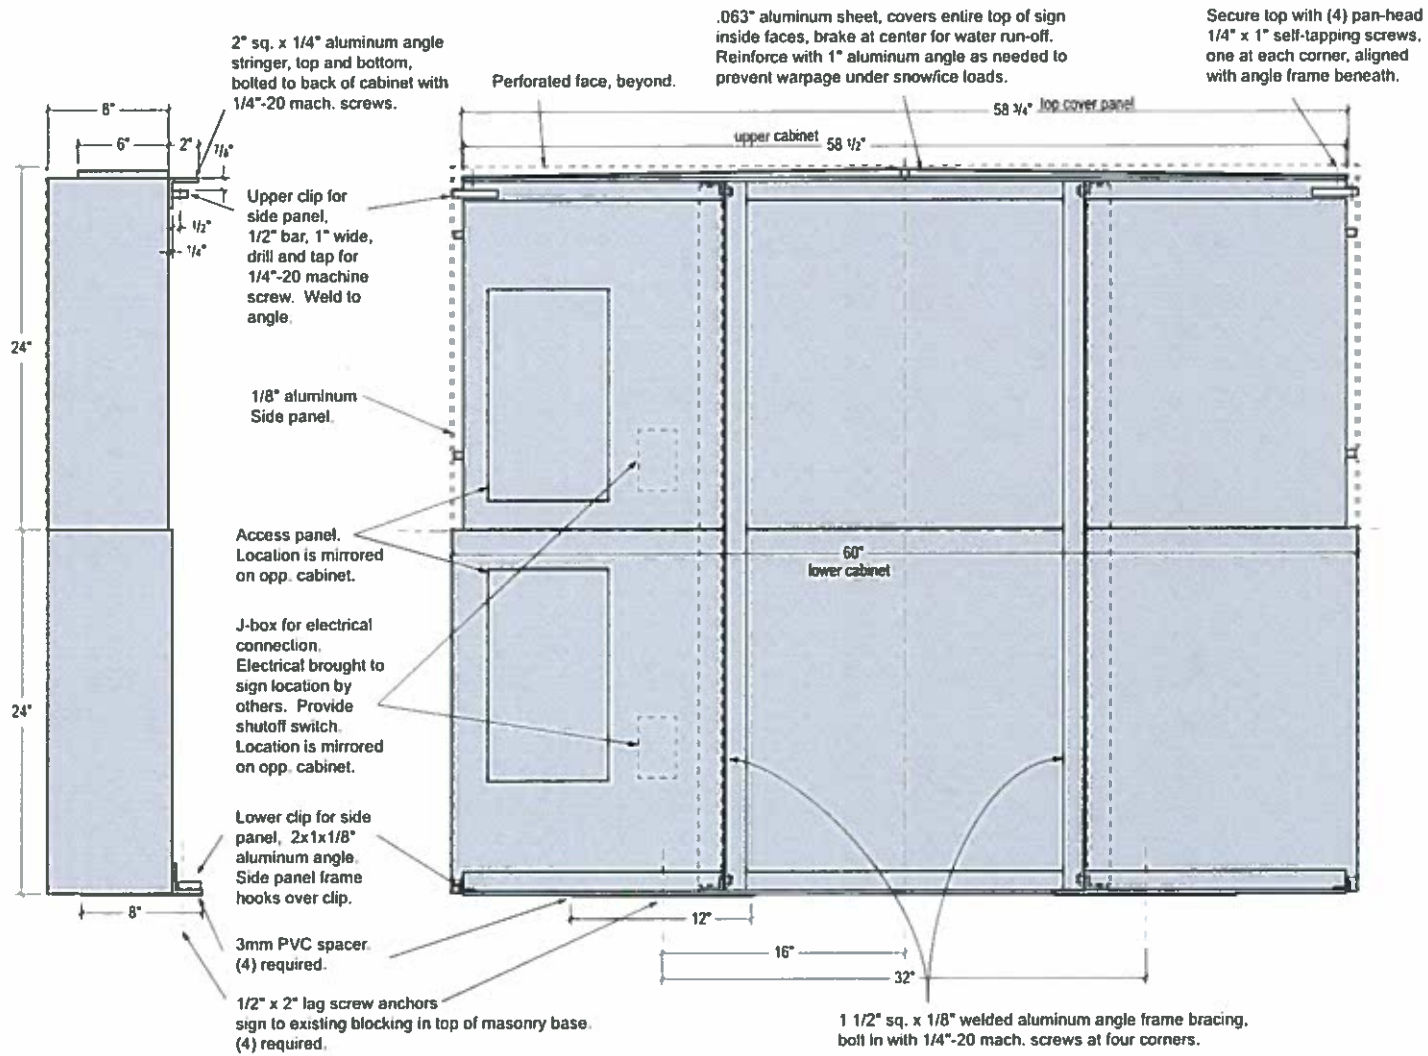 .063" aluminum sheet, covers entire top of sign
inside faces, brake at center for water run-off.
Reinforce with 1" aluminum angle as needed to
prevent warpage under snow/ice loads.
Secure top with (4) pan-head
1/4" x 1" self-tapping screws,
one at each corner, aligned
with angle frame beneath.
2" sq. x 1/4" aluminum angle
stringer, top and bottom,
bolted to back of cabinet with
1/4"-20 mach. screws.
Perforated face, beyond.
8"
58 3/4" top cover panel
6"
2"
upper cabinet
58 1/2"
Upper clip for
side panel,
1/2" bar, 1" wide,
drill and tap for
1/4"-20 machine
screw. Weld to
angle.
1/2"
1/4"
24"
1/8" aluminum
Side panel.
Access panel.
Location is mirrored
on opp. cabinet.
60"
lower cabinet
J-box for electrical
connection.
Electrical brought to
sign location by
others. Provide
shutoff switch.
Location is mirrored
on opp. cabinet.
24"
Lower clip for side
panel, 2x1x1/8"
aluminum angle.
Side panel frame
hooks over clip.
8"
12"
3mm PVC spacer.
(4) required.
16"
32"
1/2" x 2" lag screw anchors
sign to existing blocking in top of masonry base.
(4) required.
1 1/2" sq. x 1/8" welded aluminum angle frame bracing,
bolt in with 1/4"-20 mach. screws at four corners.